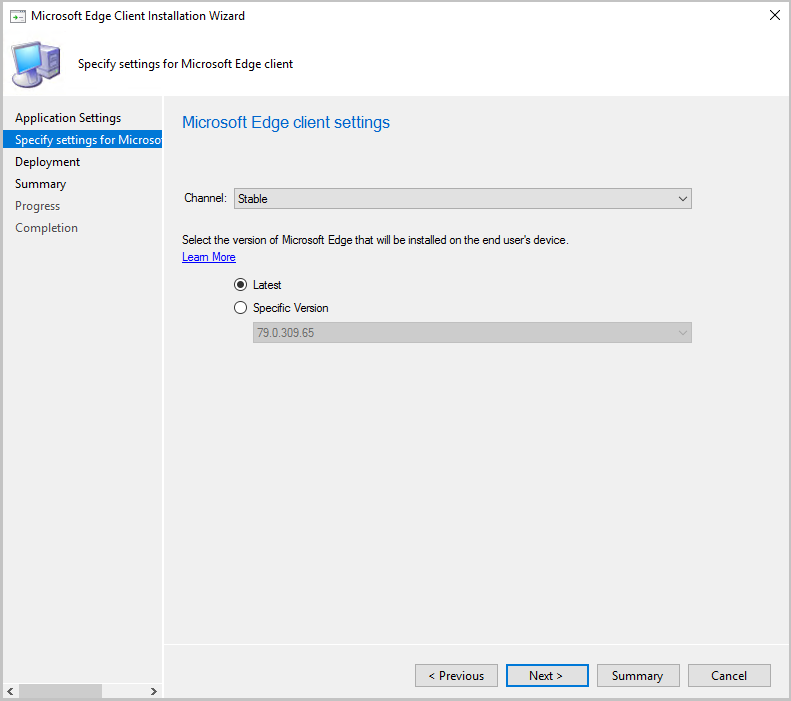 Microsoft Edge Client Installation Wizard
Specify settings for Microsoft Edge client
Application Settings
Specify settings for Microsof
Deployment
Summary
Progress
Completion
Microsoft Edge client settings
Channel: Stable
Select the version of Microsoft Edge that will be installed on the end user's device.
Learn More
Latest
Specific Version
79.0.309.65
< Previous Next > Summary Cancel